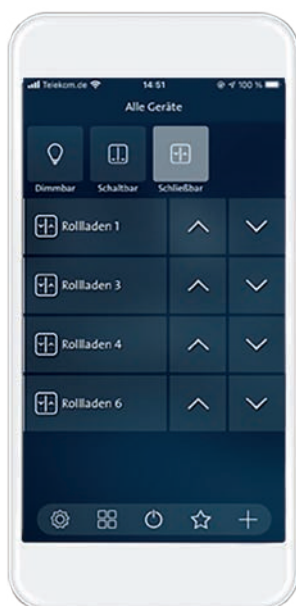 Telekom.de 14:51 100 %
Alle Geräte
Dimmbar Schaltbar Schließbar
Rollladen 1
Rollladen 3
Rollladen 4
Rollladen 6